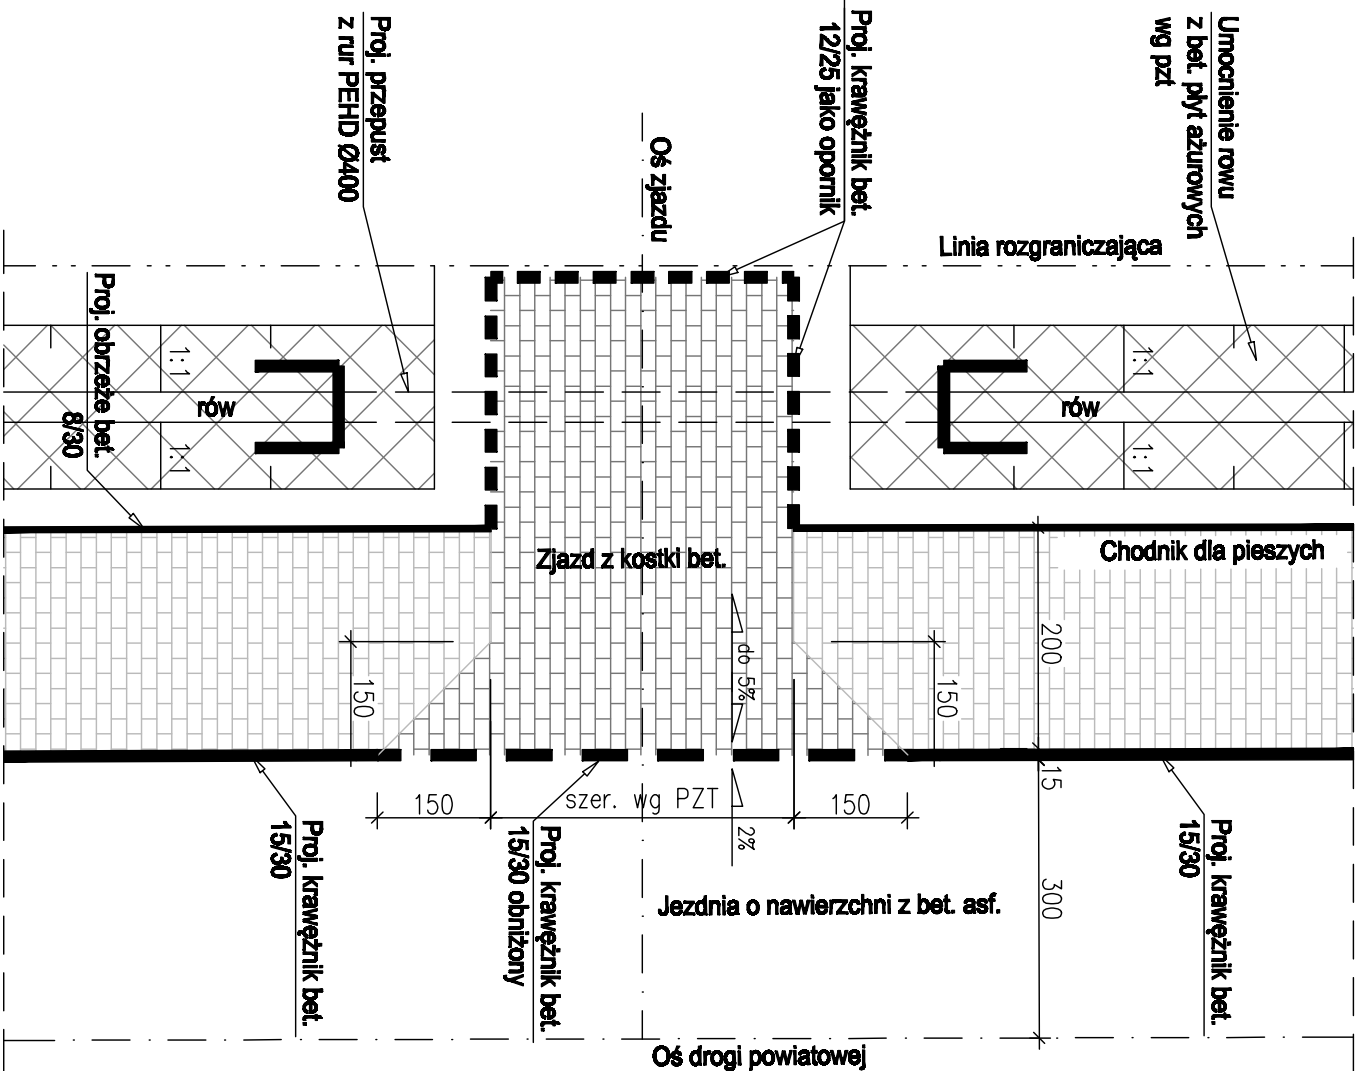 Proj. przepust
z rur PEHD Ø400
Oś zjazdu
Proj. krawężnik bet.
12/25 jako opornik
Umocnienie rowu
z bet. płyt ażurowych
wg pzt
Linia rozgraniczająca
Proj. obrzeże bet.
8/30
1:1
rów
1:1
1:1
rów
1:1
Zjazd z kostki bet.
Chodnik dla pieszych
150
do 5%
150
200
15
150
szer. wg PZT
150
2%
300
Proj. krawężnik bet.
15/30
Proj. krawężnik bet.
15/30 obniżony
Proj. krawężnik bet.
15/30
Jezdnia o nawierzchni z bet. asf.
Oś drogi powiatowej